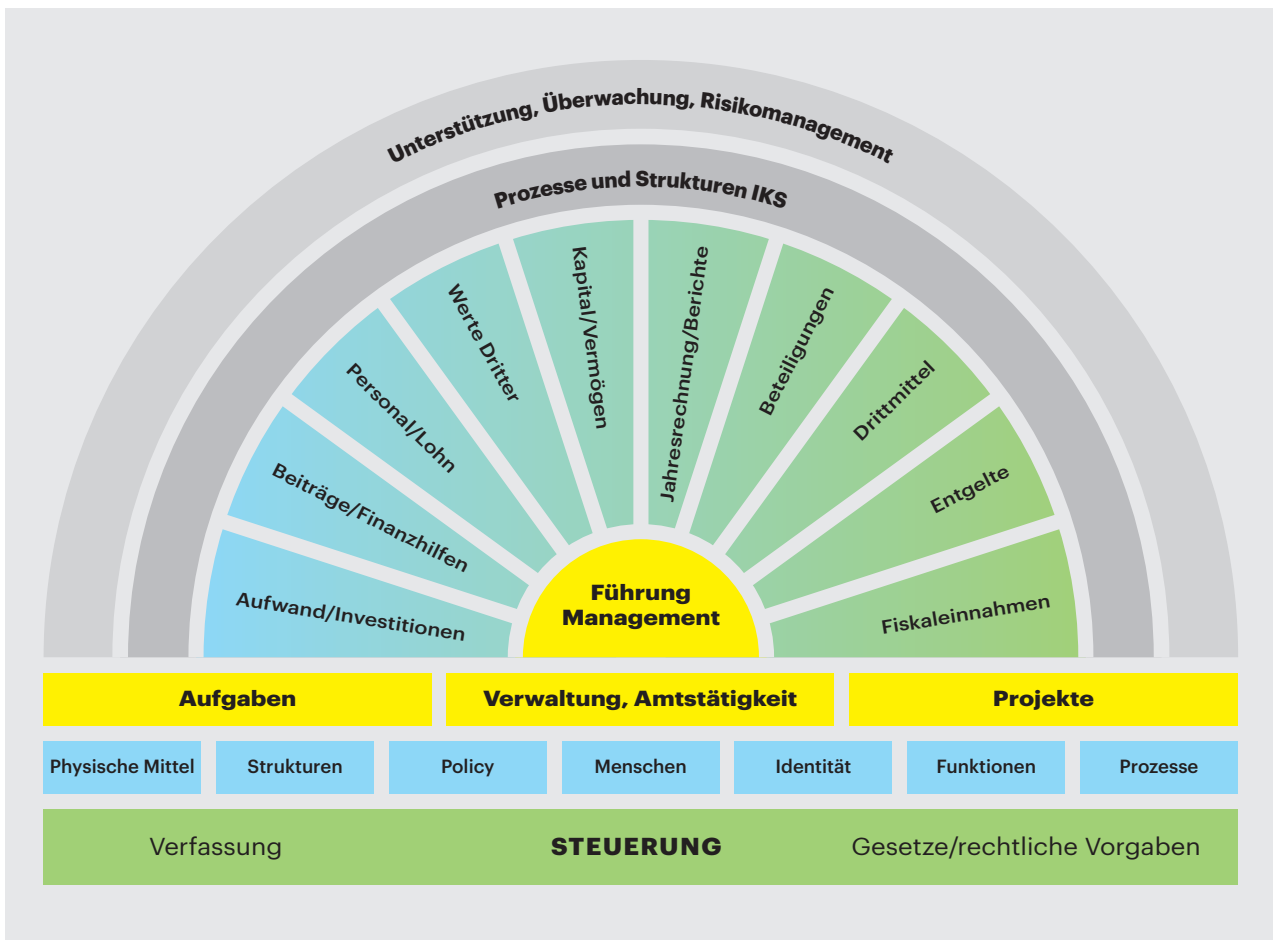 Unterstützung, Überwachung, Risikomanagement
Prozesse und Strukturen IKS
Aufwand/Investitionen
Beiträge/Finanzhilfen
Personal/Lohn
Werte Dritter
Kapital/Vermögen
Jahresrechnung/Berichte
Beteiligungen
Drittmittel
Entgelte
Fiskaleinnahmen
Führung
Management
Aufgaben
Verwaltung, Amtstätigkeit
Projekte
Physische Mittel
Strukturen
Policy
Menschen
Identität
Funktionen
Prozesse
Verfassung
STEUERUNG
Gesetze/rechtliche Vorgaben